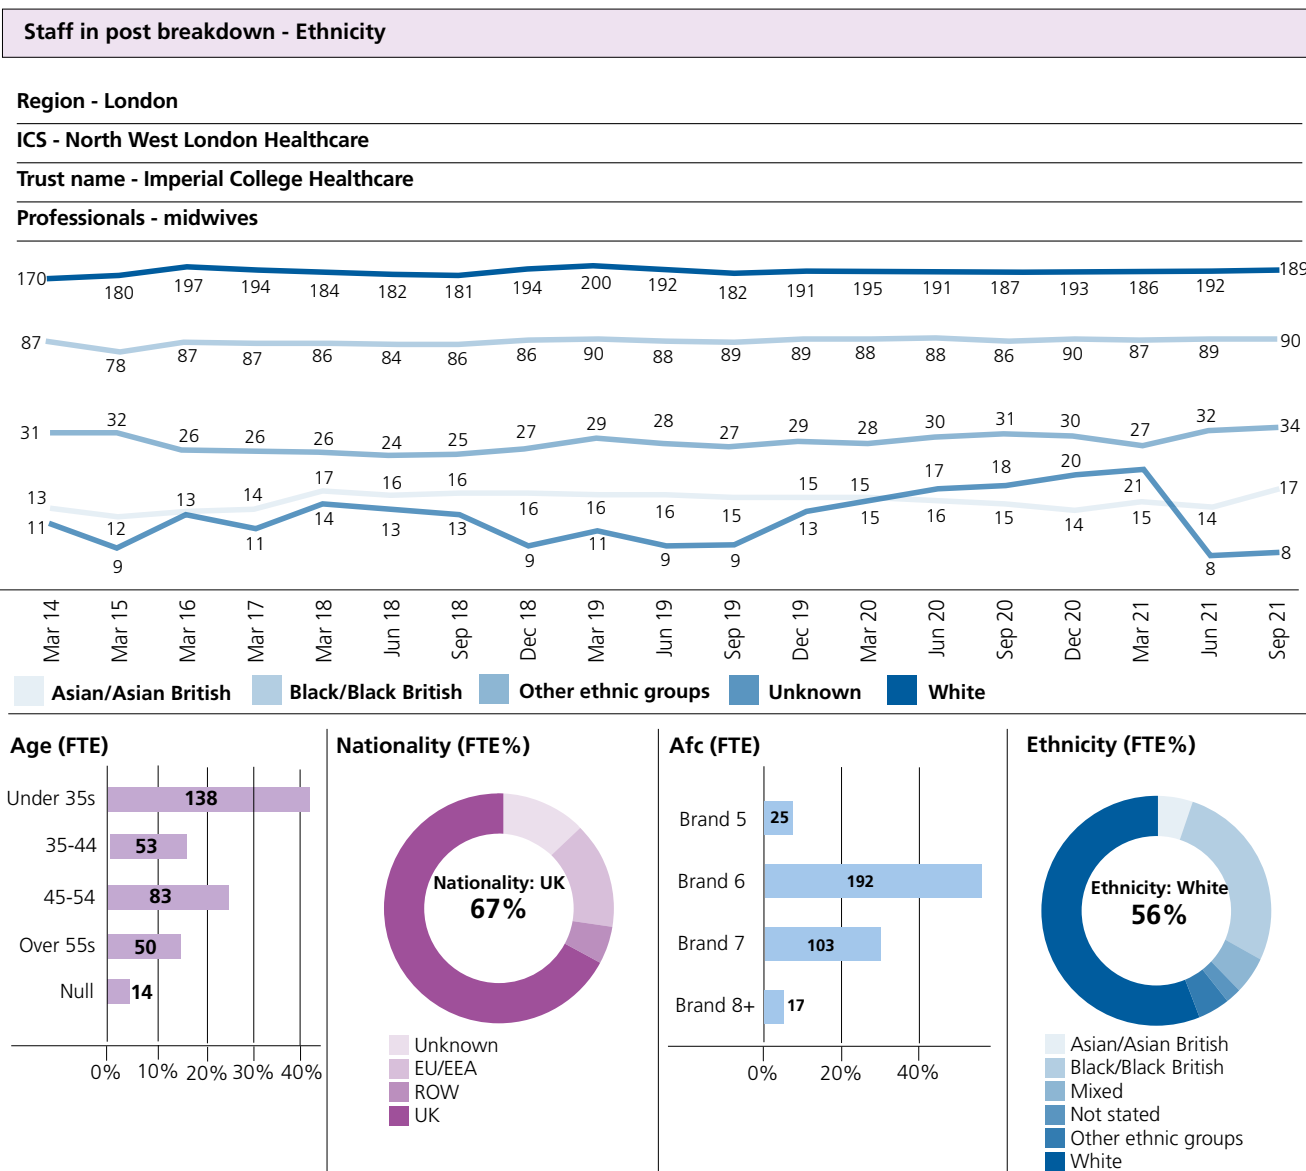 Staff in post breakdown - Ethnicity
Region - London
ICS - North West London Healthcare
Trust name - Imperial College Healthcare
Professionals - midwives
170 180 197 194 184 182 181 194 200 192 182 191 195 191 187 193 186 192 189
87 78 87 87 86 84 86 86 90 88 89 89 88 88 86 90 87 89 90
31 32 26 26 26 24 25 27 29 28 27 29 28 30 31 30 27 32 34
13 12 13 14 17 16 16 16 16 16 15 15 15 16 15 14 15 14 17
11 9 11 14 13 13 9 11 9 9 13 15 17 18 20 21 8 8
Mar 14 Mar 15 Mar 16 Mar 17 Mar 18 Jun 18 Sep 18 Dec 18 Mar 19 Jun 19 Sep 19 Dec 19 Mar 20 Jun 20 Sep 20 Dec 20 Mar 21 Jun 21 Sep 21
Asian/Asian British Black/Black British Other ethnic groups Unknown White
Age (FTE)
Under 35s 138
35-44 53
45-54 83
Over 55s 50
Null 14
0% 10% 20% 30% 40%
Nationality (FTE%)
Nationality: UK
67%
Unknown
EU/EEA
ROW
UK
Afc (FTE)
Brand 5 25
Brand 6 192
Brand 7 103
Brand 8+ 17
0% 20% 40%
Ethnicity (FTE%)
Ethnicity: White
56%
Asian/Asian British
Black/Black British
Mixed
Not stated
Other ethnic groups
White